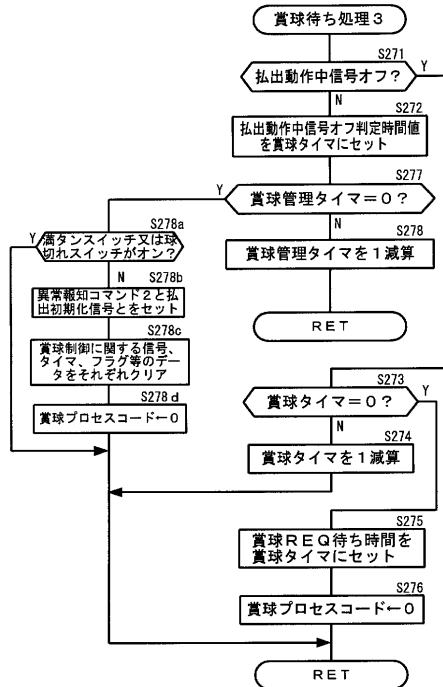 賞球待ち処理3
S271
払出動作中信号オフ?
Y
N
S272
払出動作中信号オフ判定時間値
を賞球タイマにセット
S277
Y
賞球管理タイマ=0?
N
S278
賞球管理タイマを1減算
RET
S278a
Y
満タンスイッチ又は球
切れスイッチがオン?
N
S278b
異常報知コマンド2と払
出初期化信号とをセット
S278c
賞球制御に関する信号、
タイマ、フラグ等のデー
タをそれぞれクリア
S278d
賞球プロセスコード←0
S273
賞球タイマ=0?
Y
N
S274
賞球タイマを1減算
S275
賞球REQ待ち時間を
賞球タイマにセット
S276
賞球プロセスコード←0
RET